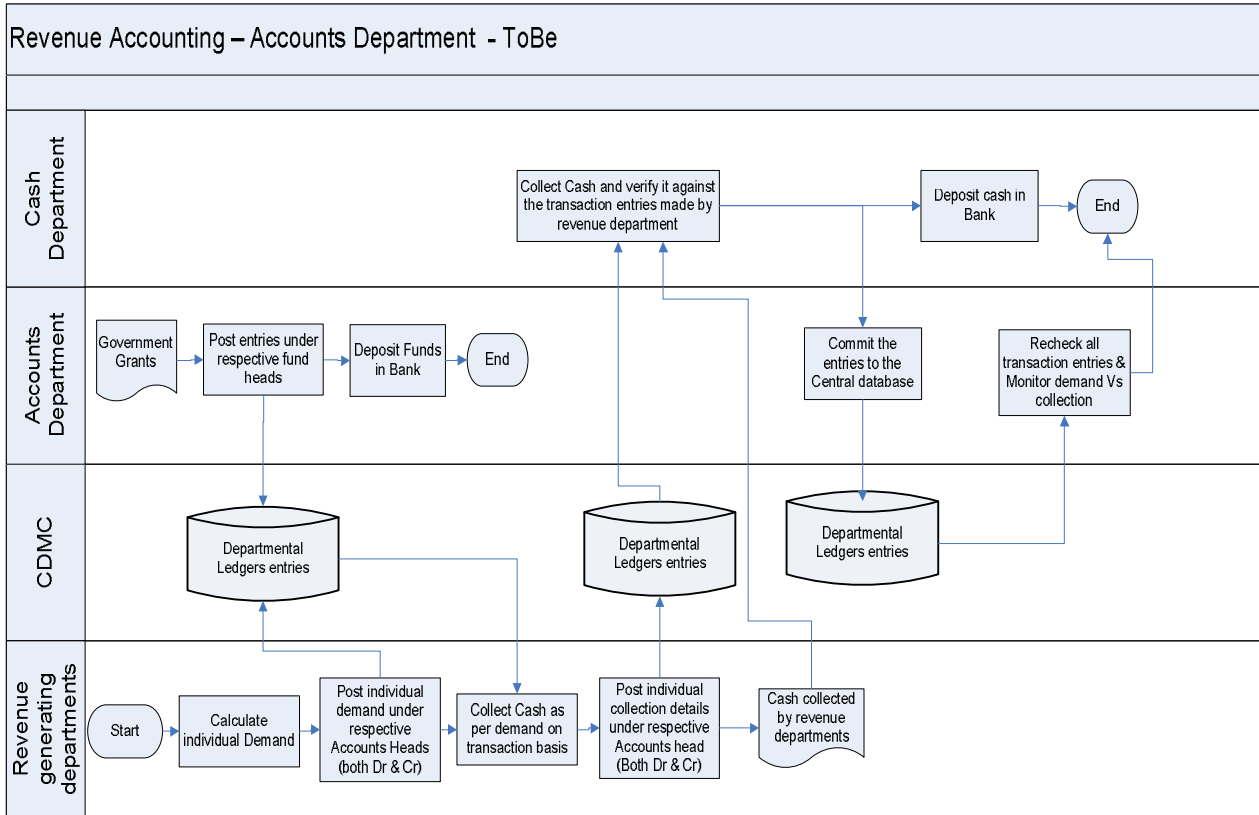 Revenue Accounting – Accounts Department - ToBe
Cash
Department
Collect Cash and verify it against
the transaction entries made by
revenue department
Deposit cash in
Bank
End
Accounts
Department
Government
Grants
Post entries under
respective fund
heads
Deposit Funds
in Bank
End
Commit the
entries to the
Central database
Recheck all
transaction entries &
Monitor demand Vs
collection
CDMC
Departmental
Ledgers entries
Departmental
Ledgers entries
Departmental
Ledgers entries
Revenue
generating
departments
Start
Calculate
individual Demand
Post individual
demand under
respective
Accounts Heads
(both Dr & Cr)
Collect Cash as
per demand on
transaction basis
Post individual
collection details
under respective
Accounts head
(Both Dr & Cr)
Cash collected
by revenue
departments